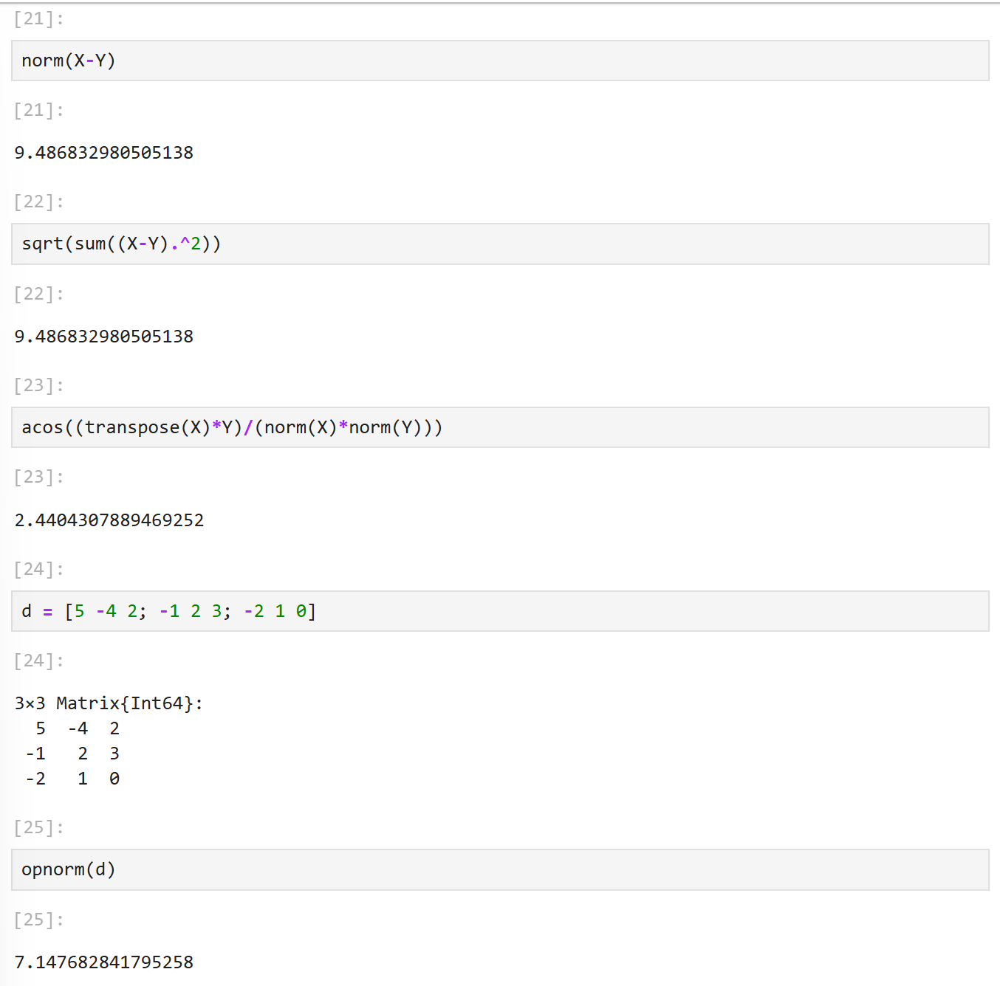 [21]:
norm(X-Y)
[21]:
9.486832980505138
[22]:
sqrt(sum((X-Y).^2))
[22]:
9.486832980505138
[23]:
acos((transpose(X)*Y)/(norm(X)*norm(Y)))
[23]:
2.4404307889469252
[24]:
d = [5 -4 2; -1 2 3; -2 1 0]
[24]:
3×3 Matrix{Int64}:
  5  -4  2
 -1   2  3
 -2   1  0
[25]:
opnorm(d)
[25]:
7.147682841795258